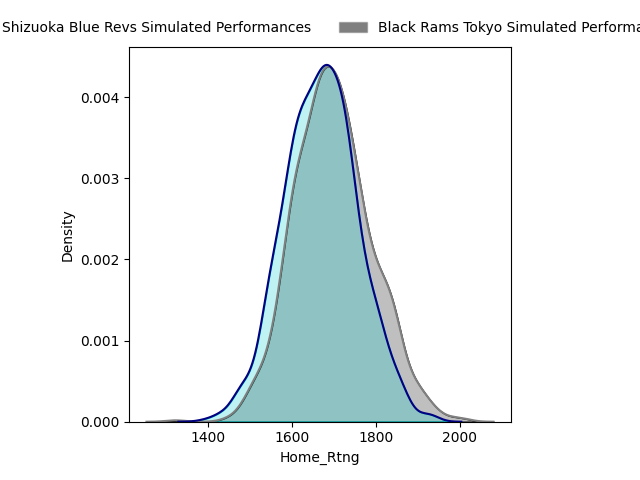 Shizuoka Blue Revs Simulated Performances Black Rams Tokyo Simulated
0.004
0.003
0.002
0.001
0.000
Density
1400 1600 1800 2000
Home_Rtng